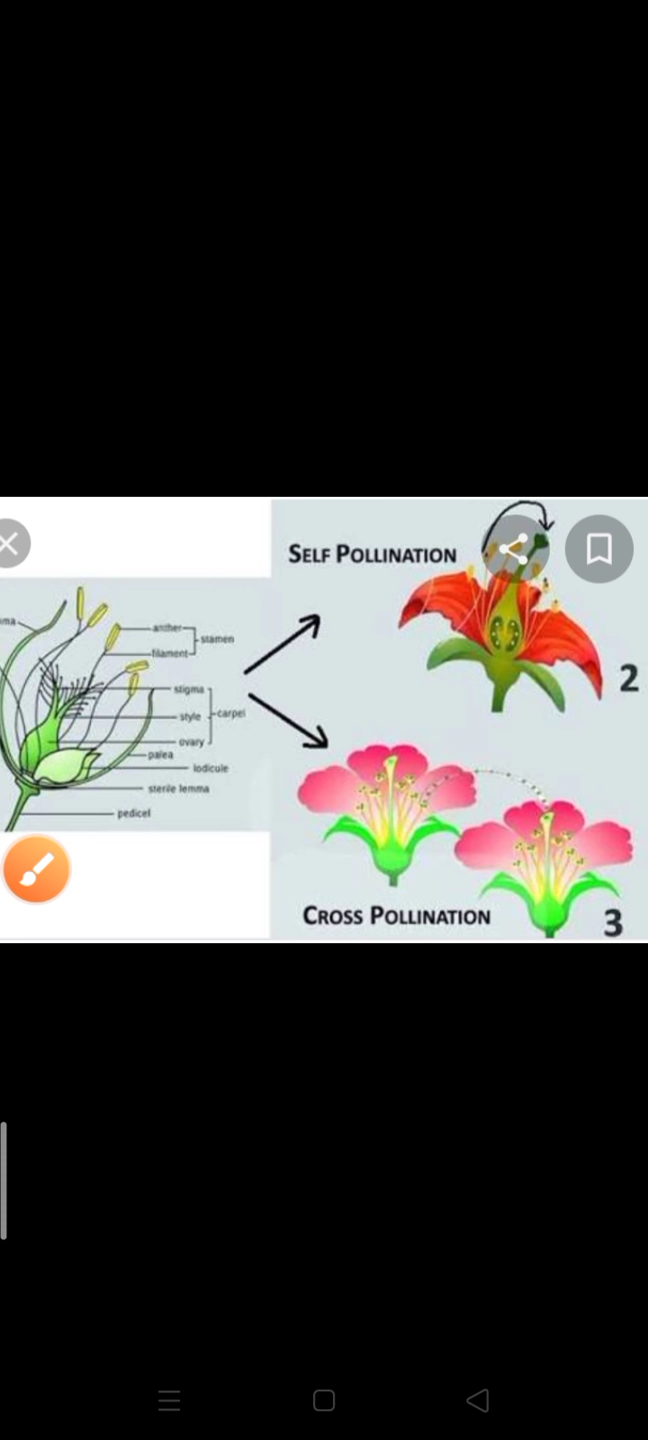 SELF POLLINATION
anther
stamen
filament
stigma
style
carpel
ovary
palea
lodicule
sterile lemma
pedicel
2
CROSS POLLINATION
3